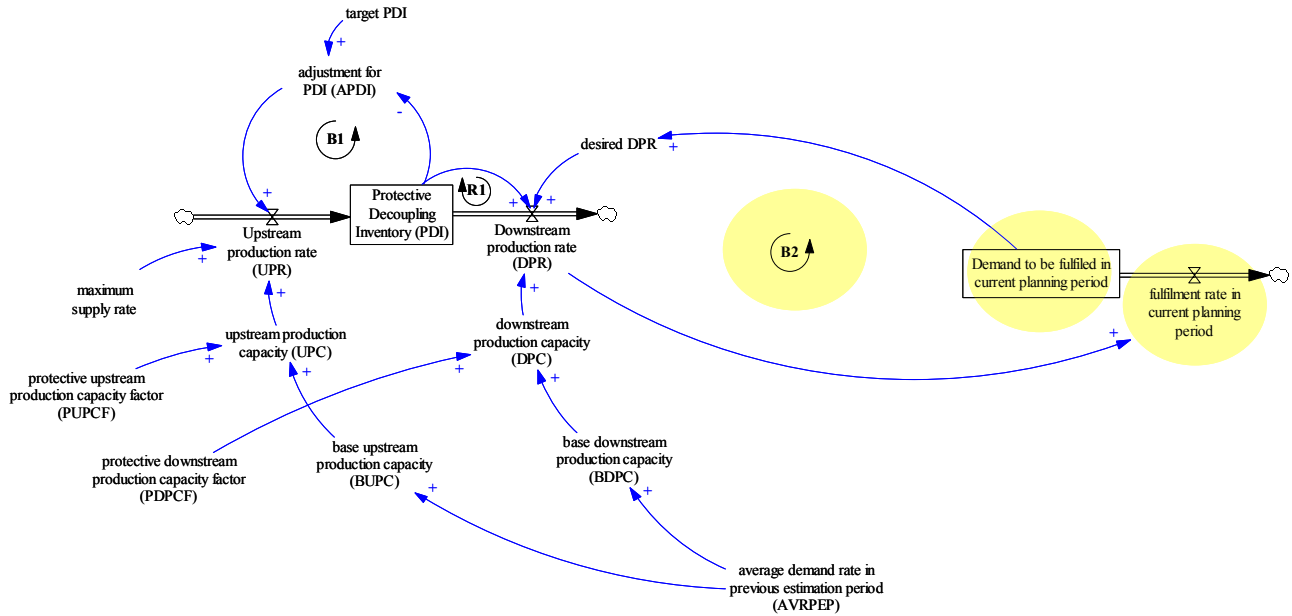 target PDI
+
adjustment for
PDI (APDI)
-
B1
+
R1
desired DPR
+
+
+
Protective
Decoupling
Inventory (PDI)
Upstream
production rate
(UPR)
+
+
Downstream
production rate
(DPR)
+
B2
Demand to be fulfiled in
current planning period
fulfilment rate in
current planning
period
+
maximum
supply rate
upstream production
capacity (UPC)
+
+
downstream
production capacity
(DPC)
+
+
protective upstream
production capacity factor
(PUPCF)
protective downstream
production capacity factor
(PDPCF)
base upstream
production capacity
(BUPC)
+
base downstream
production capacity
(BDPC)
+
average demand rate in
previous estimation period
(AVRPEP)